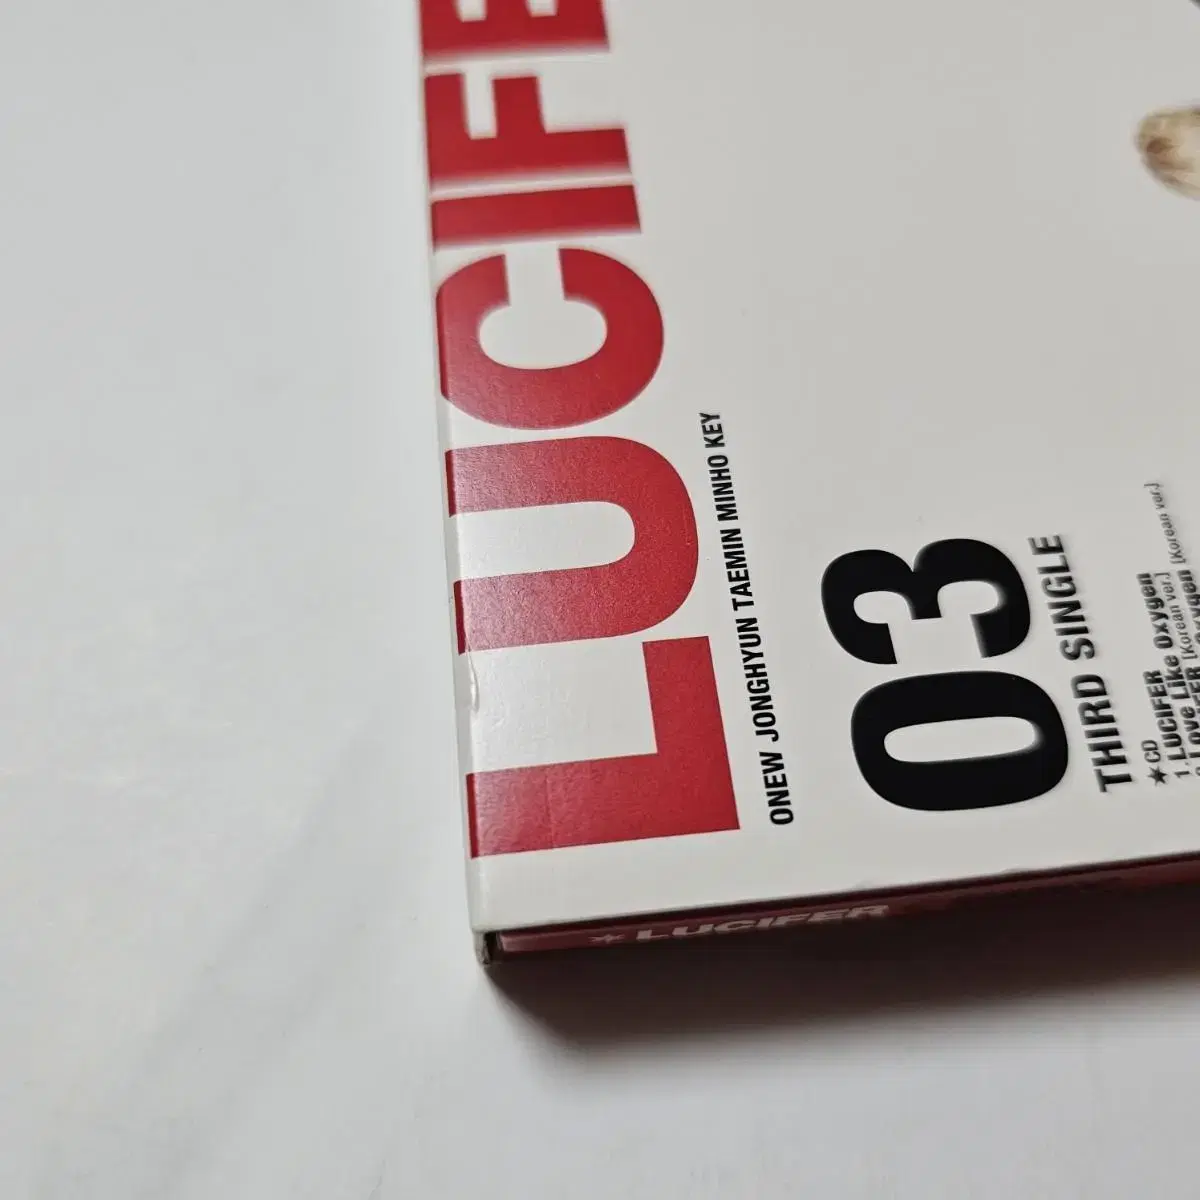 LUCIFE
ONEW JONGHYUN TAEMIN MINHO KEY
03
THIRD SINGLE
★CD
1. LUCIFER
Love Like Oxygen
[Korean ver.]
[Korean ver.]
★ LUCIFER